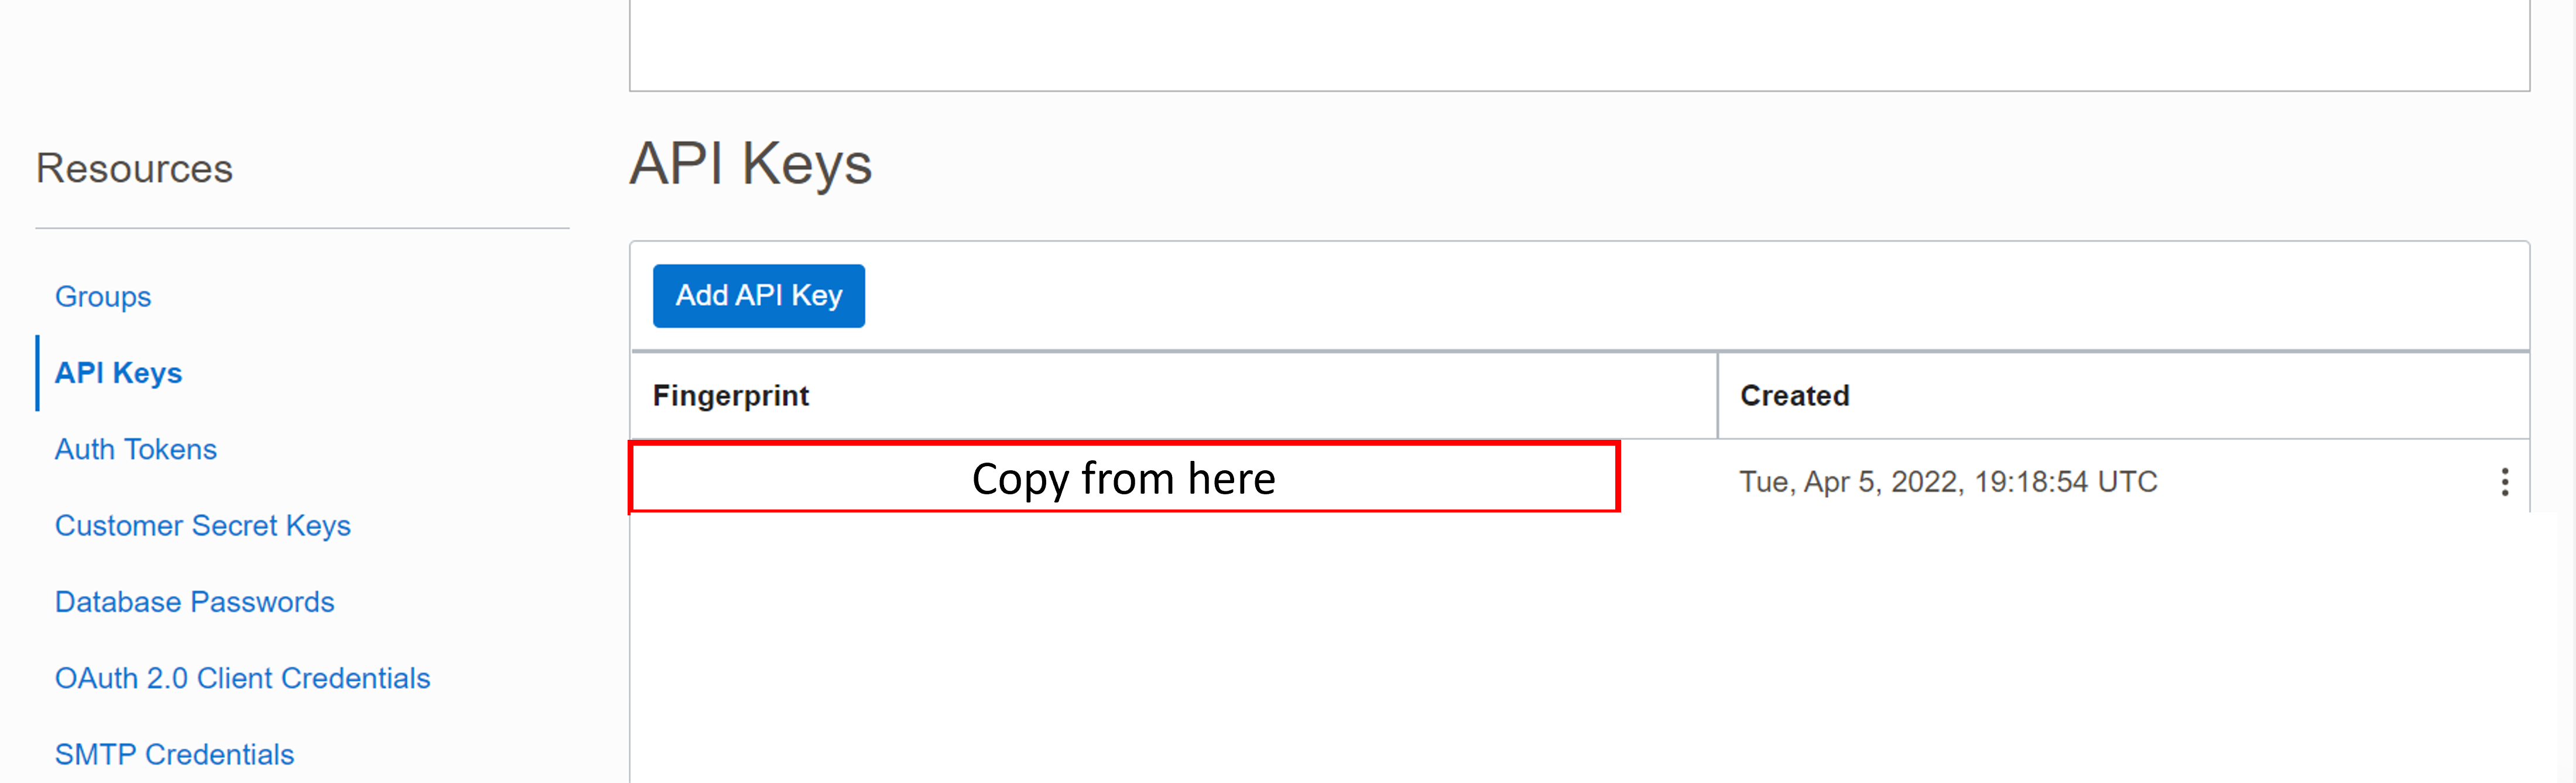 Resources
Groups
API Keys
Auth Tokens
Customer Secret Keys
Database Passwords
OAuth 2.0 Client Credentials
SMTP Credentials
API Keys
Add API Key
Fingerprint Created
Copy from here Tue, Apr 5, 2022, 19:18:54 UTC